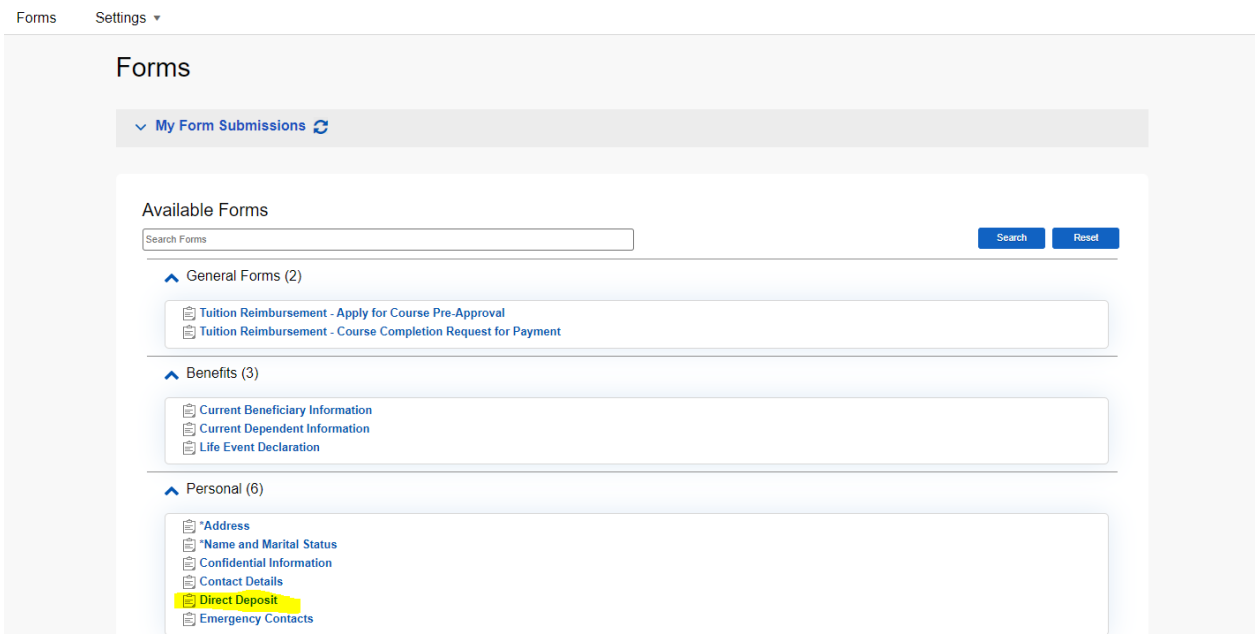 Forms Settings
Forms
My Form Submissions
Available Forms
Search Forms Search Reset
General Forms (2)
Tuition Reimbursement - Apply for Course Pre-Approval
Tuition Reimbursement - Course Completion Request for Payment
Benefits (3)
Current Beneficiary Information
Current Dependent Information
Life Event Declaration
Personal (6)
*Address
*Name and Marital Status
Confidential Information
Contact Details
Direct Deposit
Emergency Contacts